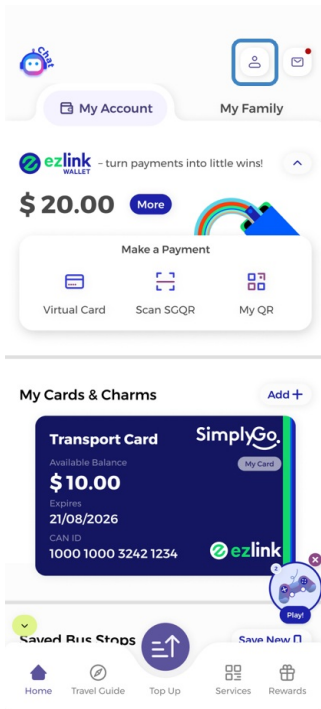 Chat
My Account
My Family
ezlink - turn payments into little wins!
WALLET
$ 20.00 More
Make a Payment
Virtual Card Scan SGQR My QR
My Cards & Charms
Add +
Transport Card
SimplyGo.
Available Balance
My Card
$ 10.00
Expires
21/08/2026
CAN ID
1000 1000 3242 1234
ezlink
2
Play!
Saved Bus Stops
Save New
Home Travel Guide Top Up Services Rewards